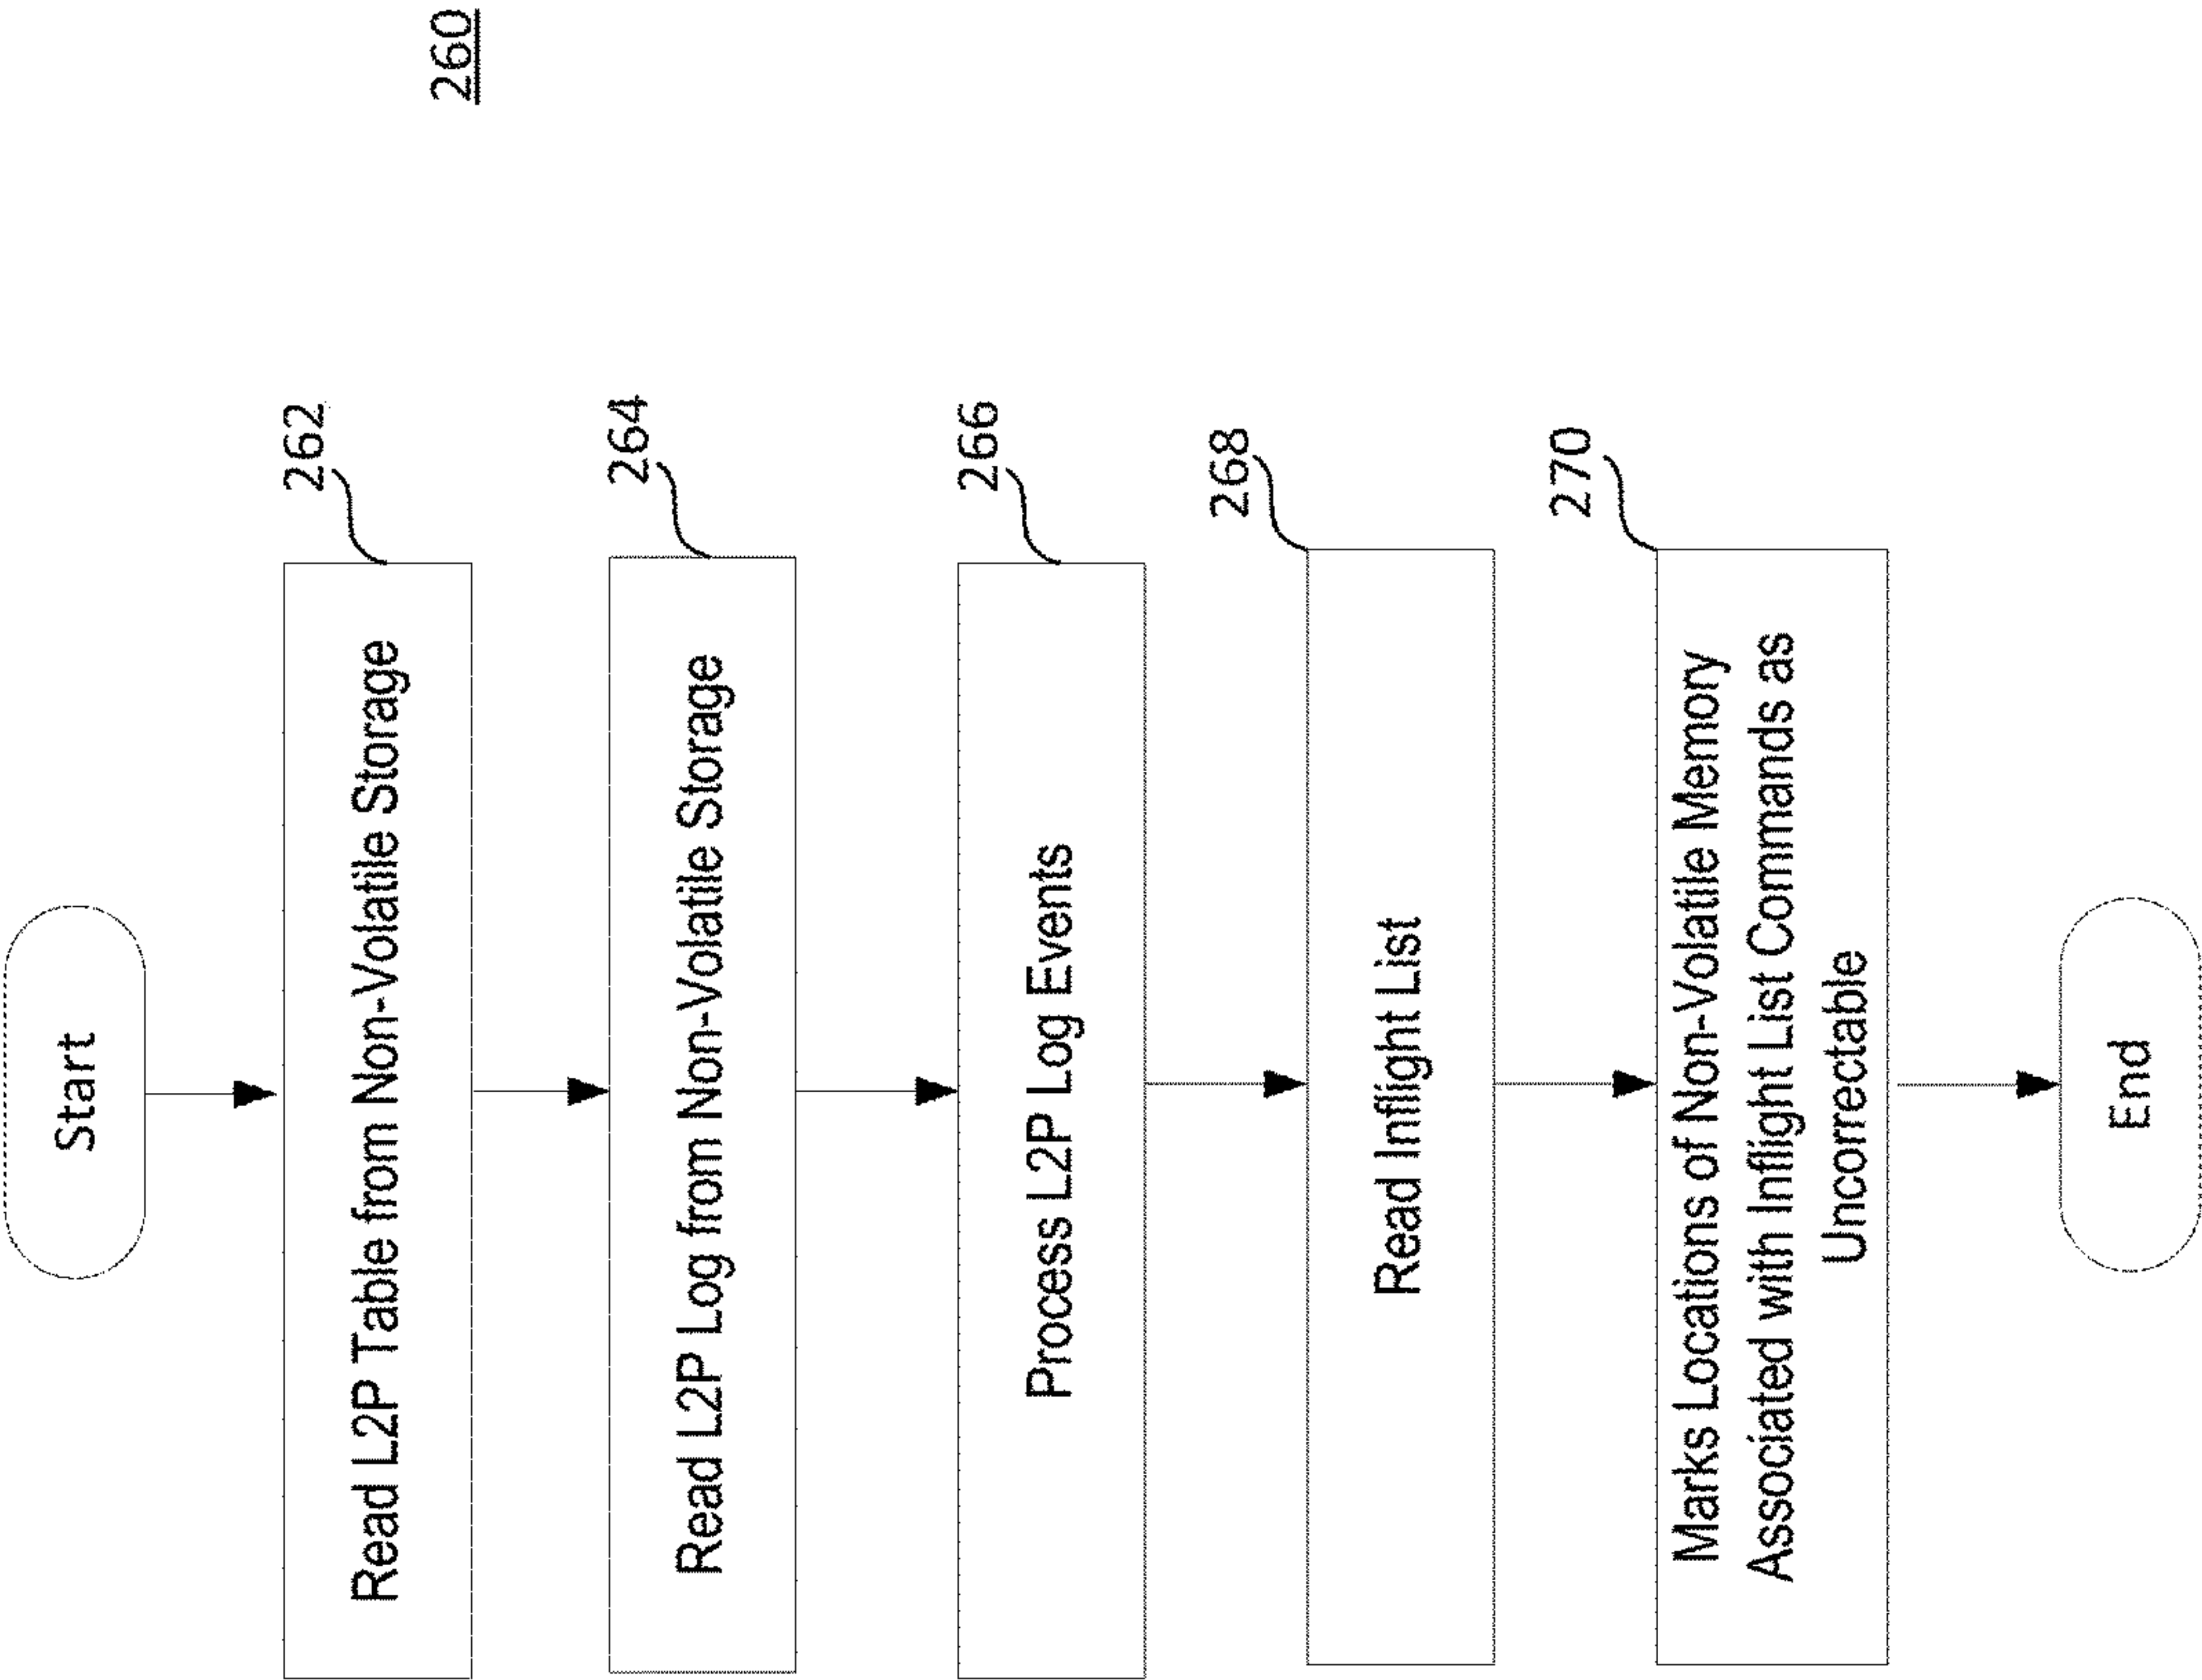 260
Start
262
Read L2P Table from Non-Volatile Storage
264
Read L2P Log from Non-Volatile Storage
266
Process L2P Log Events
268
Read Inflight List
270
Marks Locations of Non-Volatile Memory
Associated with Inflight List Commands as
Uncorrectable
End